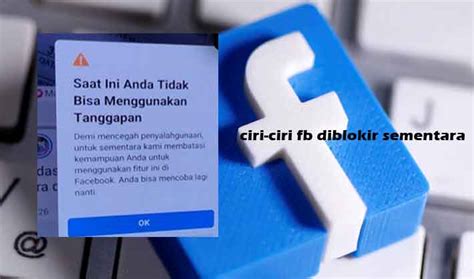 Saat Ini Anda Tidak
Bisa Menggunakan
Tanggapan
Demi mencegah penyalahgunaan,
untuk sementara kami membatasi
kemampuan Anda untuk
menggunakan fitur ini di
Facebook. Anda bisa mencoba lagi
nanti.
OK
ciri-ciri fb diblokir sementara